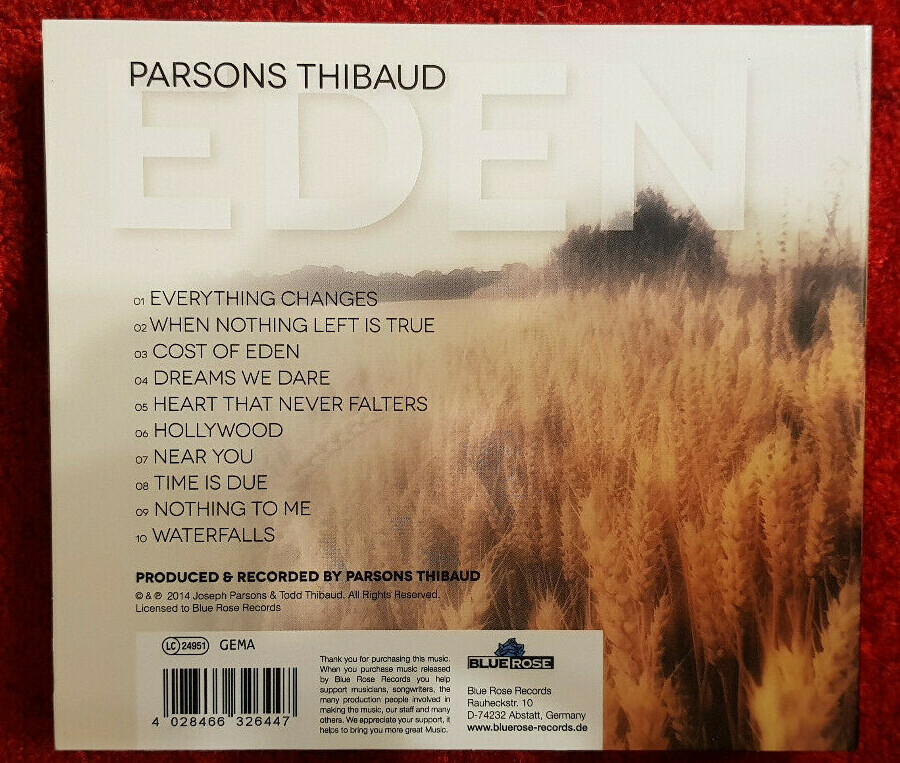 PARSONS THIBAUD
EDEN
01 EVERYTHING CHANGES
02 WHEN NOTHING LEFT IS TRUE
03 COST OF EDEN
04 DREAMS WE DARE
05 HEART THAT NEVER FALTERS
06 HOLLYWOOD
07 NEAR YOU
08 TIME IS DUE
09 NOTHING TO ME
10 WATERFALLS
PRODUCED & RECORDED BY PARSONS THIBAUD
© & ℗ 2014 Joseph Parsons & Todd Thibaud. All Rights Reserved.
Licensed to Blue Rose Records
LC 24951 GEMA
4 028466 326447
Thank you for purchasing this music.
When you purchase music released
by Blue Rose Records you help
support musicians, songwriters, the
many production people involved in
making the music, our staff and many
others. We appreciate your support, it
helps to bring you more great Music.
BLUE ROSE
Blue Rose Records
Rauheckstr. 10
D-74232 Abstatt, Germany
www.bluerose-records.de